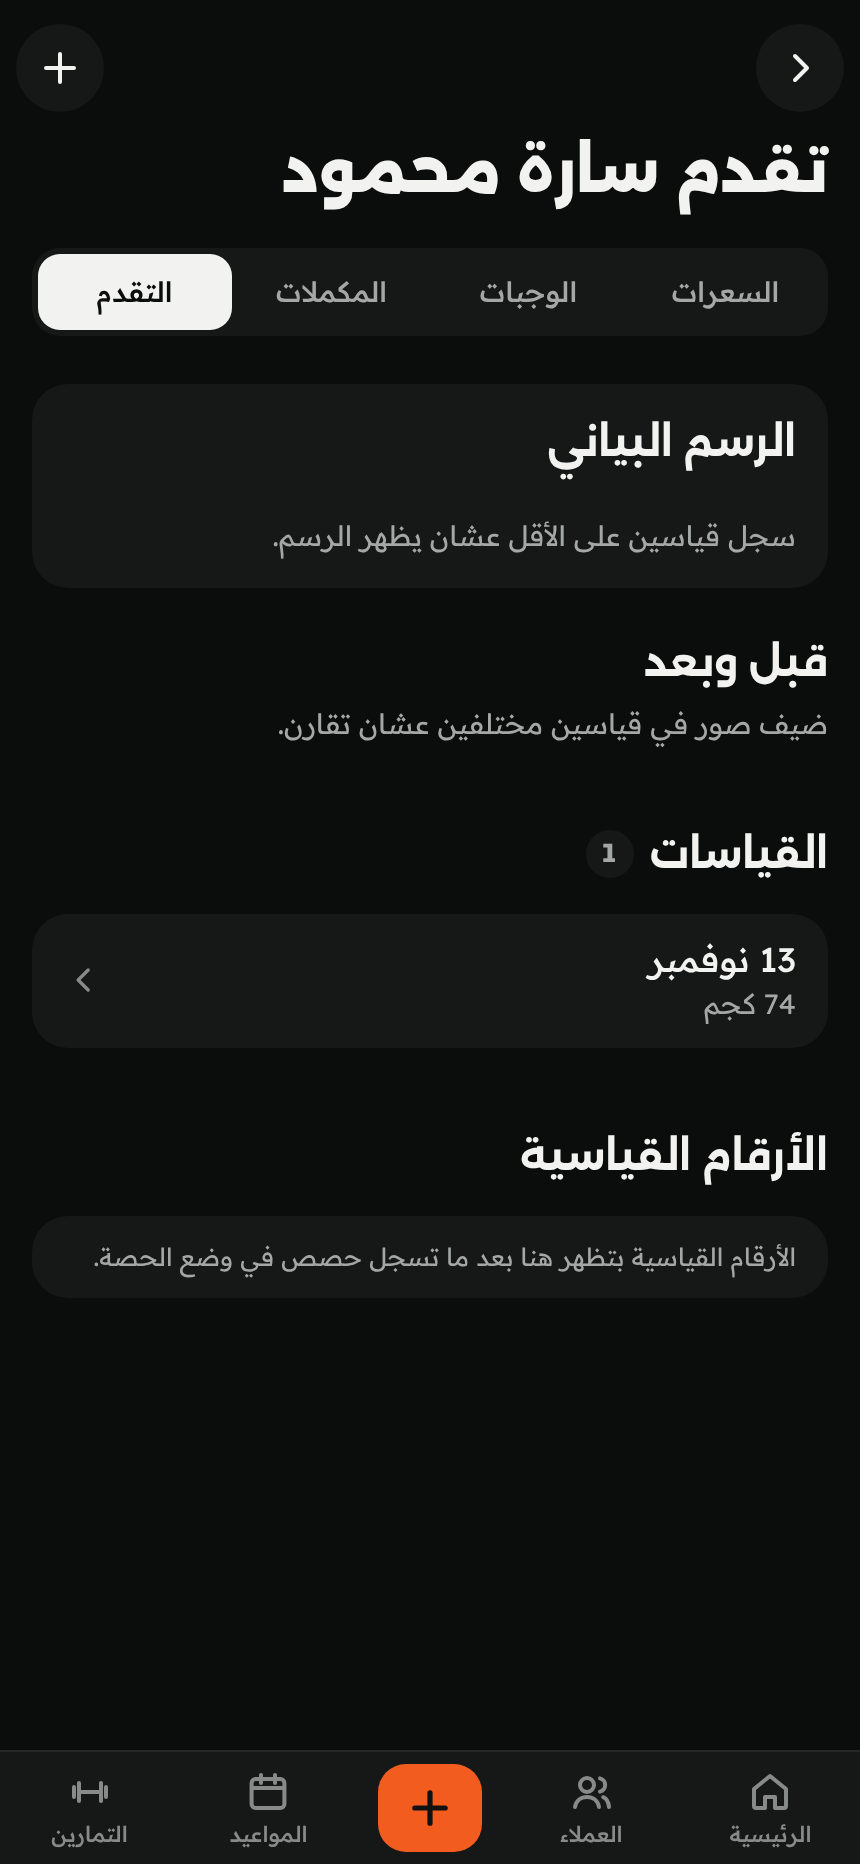 تقدم سارة محمود
السعرات
الوجبات
المكملات
التقدم
الرسم البياني
سجل قياسين على الأقل عشان يظهر الرسم.
قبل وبعد
ضيف صور في قياسين مختلفين عشان تقارن.
القياسات 1
13 نوفمبر
74 كجم
الأرقام القياسية
الأرقام القياسية بتظهر هنا بعد ما تسجل حصص في وضع الحصة.
الرئيسية
العملاء
المواعيد
التمارين